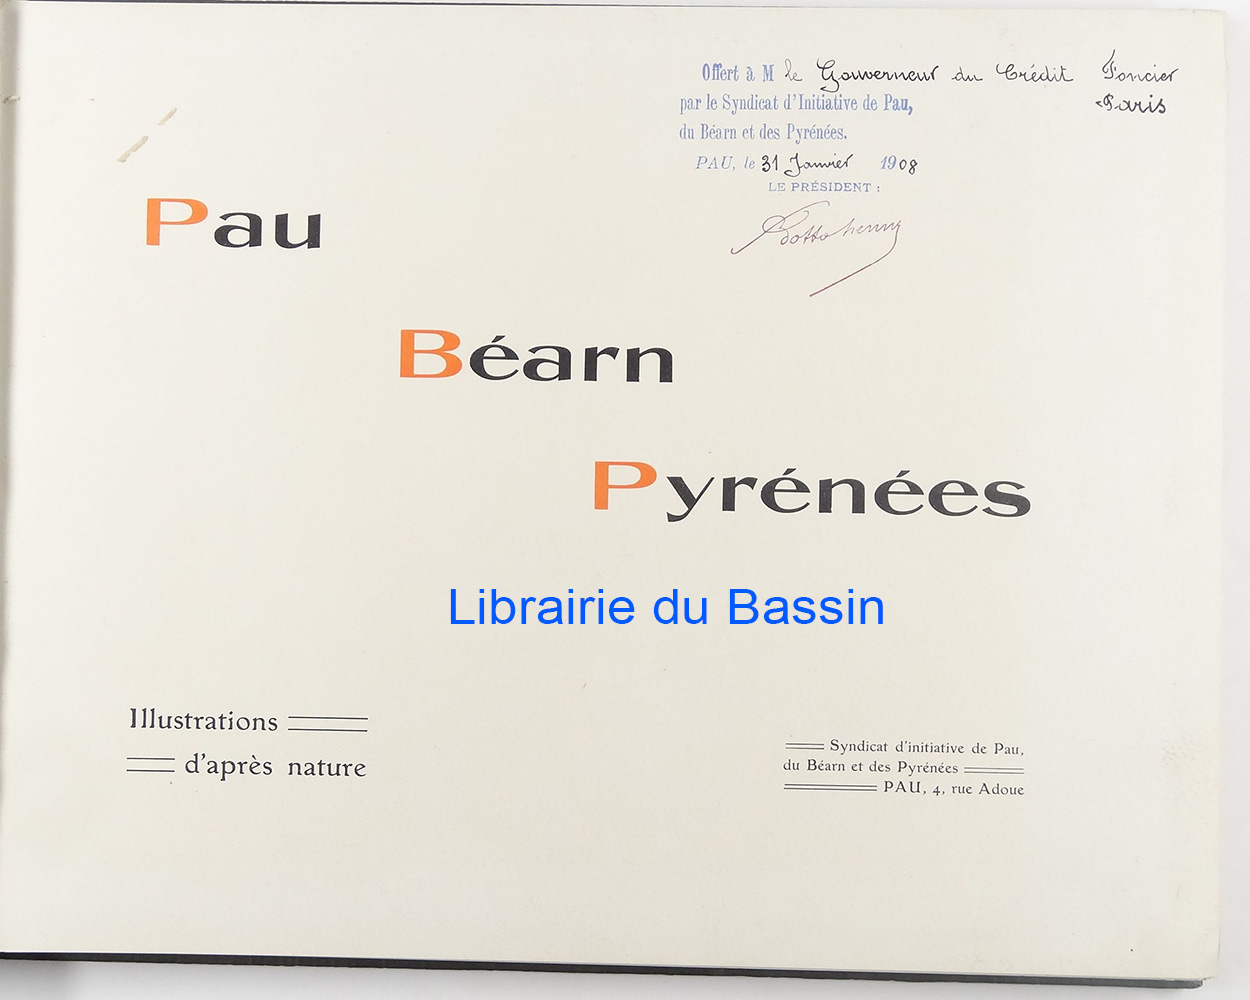 Offert à M le Gouverneur du Crédit Foncier
Paris
par le Syndicat d'Initiative de Pau,
du Béarn et des Pyrénées.
PAU, le 31 Janvier 1908
LE PRÉSIDENT :
Pau
Béarn
Pyrénées
Librairie du Bassin
Illustrations
d'après nature
Syndicat d'initiative de Pau,
du Béarn et des Pyrénées
PAU, 4, rue Adoue